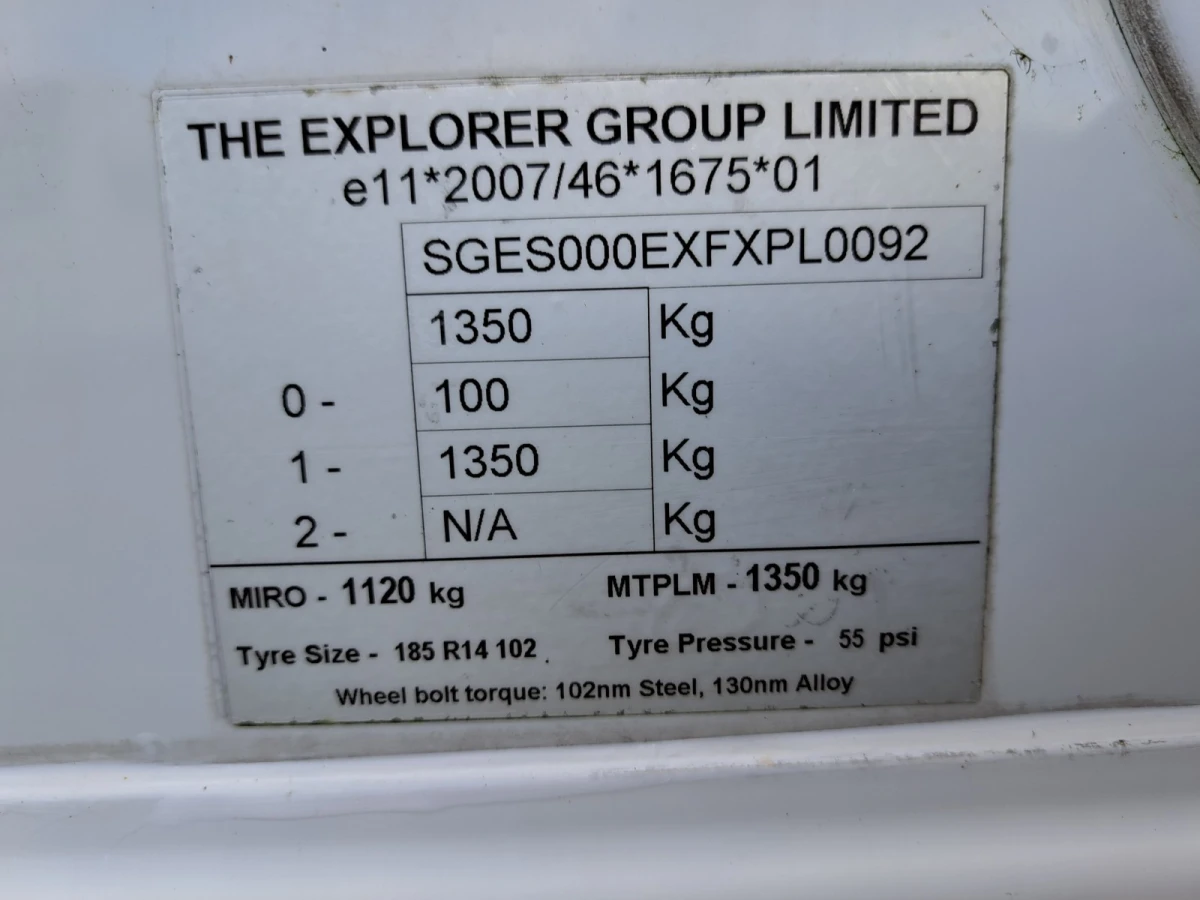 THE EXPLORER GROUP LIMITED
e11*2007/46*1675*01
SGES000EXFXPL0092
1350 Kg
0 - 100 Kg
1 - 1350 Kg
2 - N/A Kg
MIRO - 1120 kg MTPLM - 1350 kg
Tyre Size - 185 R14 102 . Tyre Pressure - 55 psi
Wheel bolt torque: 102nm Steel, 130nm Alloy